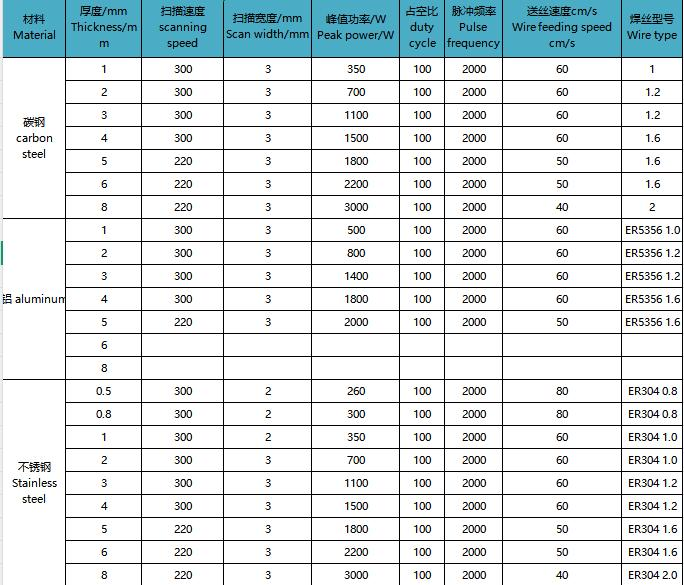 材料 Material 厚度/mm Thickness/mm 扫描速度 scanning speed 扫描宽度/mm Scan width/mm 峰值功率/W Peak power/W 占空比 duty cycle 脉冲频率 Pulse frequency 送丝速度cm/s Wire feeding speed cm/s 焊丝型号 Wire type
碳钢 carbon steel
1 300 3 350 100 2000 60 1
2 300 3 700 100 2000 60 1.2
3 300 3 1100 100 2000 60 1.2
4 300 3 1500 100 2000 60 1.6
5 220 3 1800 100 2000 50 1.6
6 220 3 2200 100 2000 50 1.6
8 220 3 3000 100 2000 40 2
铝 aluminum
1 300 3 500 100 2000 60 ER5356 1.0
2 300 3 800 100 2000 60 ER5356 1.2
3 300 3 1400 100 2000 60 ER5356 1.2
4 300 3 1800 100 2000 60 ER5356 1.6
5 220 3 2000 100 2000 50 ER5356 1.6
6
8
不锈钢 Stainless steel
0.5 300 2 260 100 2000 80 ER304 0.8
0.8 300 2 300 100 2000 80 ER304 0.8
1 300 2 350 100 2000 60 ER304 1.0
2 300 3 700 100 2000 60 ER304 1.0
3 300 3 1100 100 2000 60 ER304 1.2
4 300 3 1500 100 2000 60 ER304 1.2
5 220 3 1800 100 2000 50 ER304 1.6
6 220 3 2200 100 2000 50 ER304 1.6
8 220 3 3000 100 2000 40 ER304 2.0